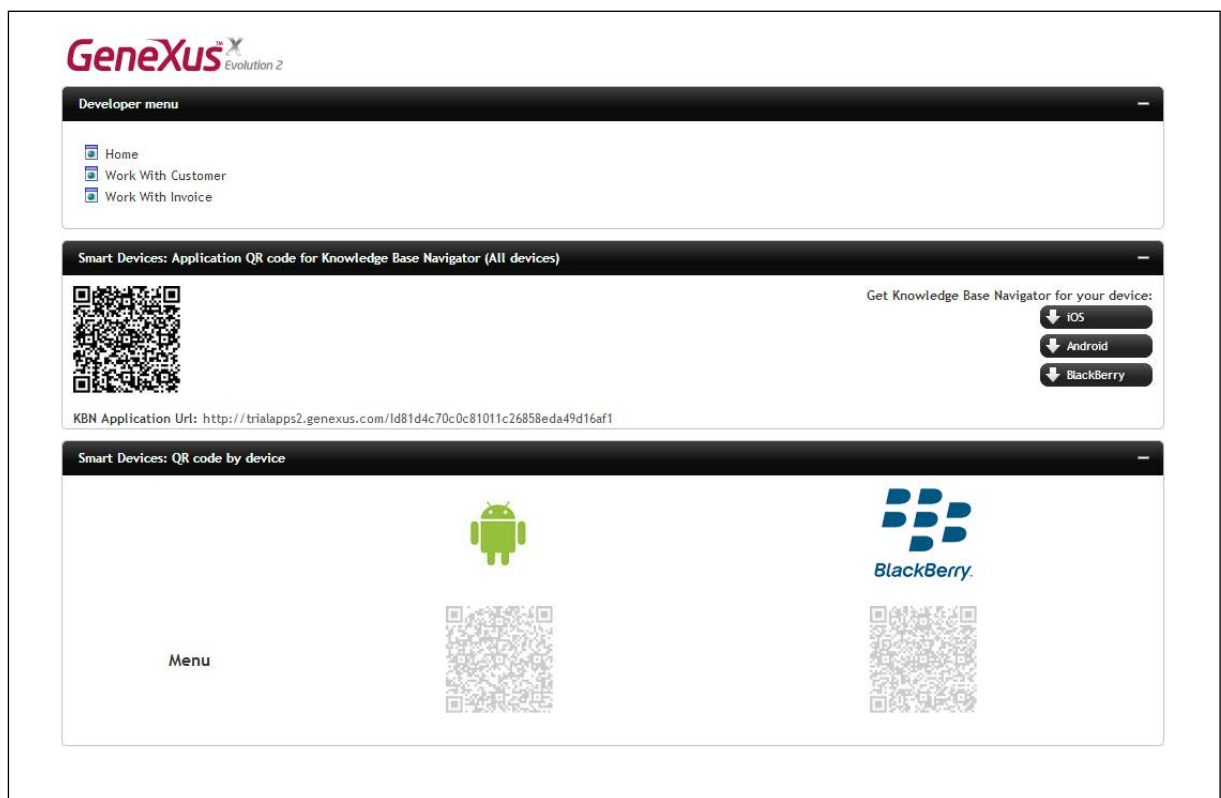 GeneXus™ X
Evolution 2
Developer menu
Home
Work With Customer
Work With Invoice
Smart Devices: Application QR code for Knowledge Base Navigator (All devices)
Get Knowledge Base Navigator for your device:
iOS
Android
BlackBerry
KBN Application Url: http://trialapps2.genexus.com/Id81d4c70c0c81011c26858eda49d16af1
Smart Devices: QR code by device
BlackBerry.
Menu